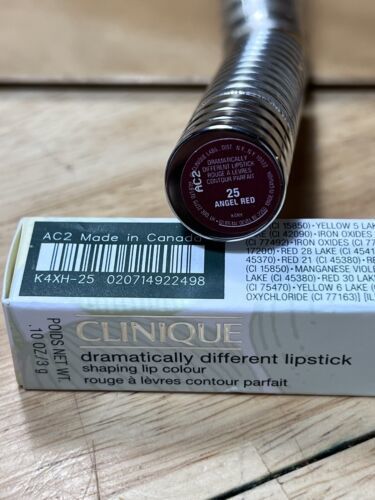 AC2
DRAMATICALLY
DIFFERENT LIPSTICK
ROUGE À LÈVRES
CONTOUR PARFAIT
25
ANGEL RED
AC2 Made in Canada
K4XH-25 020714922498
(CI 15850) • YELLOW 5 LAKE
(CI 42090) • IRON OXIDES
(CI 77492) • IRON OXIDES (CI
17200) • RED 28 LAKE (CI 4541
45370) • RED 21 (CI 45380) • RED
(CI 15850) • MANGANESE VIOLE
LAKE (CI 45380) • RED 30 LAKE
(CI 75470) • YELLOW 6 LAKE (
OXYCHLORIDE (CI 77163)] [IL
POIDS/NET WT.
.10 OZ/3 g
CLINIQUE
dramatically different lipstick
shaping lip colour
rouge à lèvres contour parfait